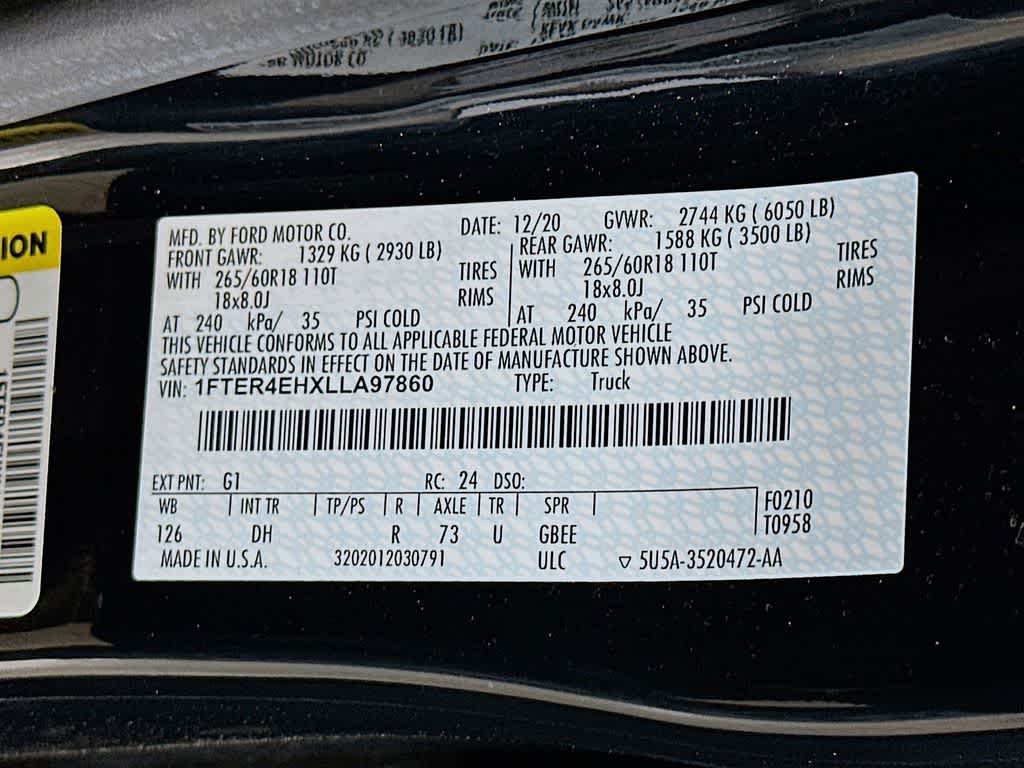 (3830LB)
MOTOR CO
ION
MFD. BY FORD MOTOR CO. DATE: 12/20 GVWR: 2744 KG ( 6050 LB)
FRONT GAWR: 1329 KG ( 2930 LB) REAR GAWR: 1588 KG ( 3500 LB)
WITH 265/60R18 110T TIRES WITH 265/60R18 110T TIRES
18x8.0J RIMS 18x8.0J RIMS
AT 240 kPa/ 35 PSI COLD AT 240 kPa/ 35 PSI COLD
THIS VEHICLE CONFORMS TO ALL APPLICABLE FEDERAL MOTOR VEHICLE
SAFETY STANDARDS IN EFFECT ON THE DATE OF MANUFACTURE SHOWN ABOVE.
VIN: 1FTER4EHXLLA97860 TYPE: Truck
EXT PNT: G1 RC: 24 DSO:
WB INT TR TP/PS R AXLE TR SPR F0210
126 DH R 73 U GBEE T0958
MADE IN U.S.A. 3202012030791 ULC ▽ 5U5A-3520472-AA